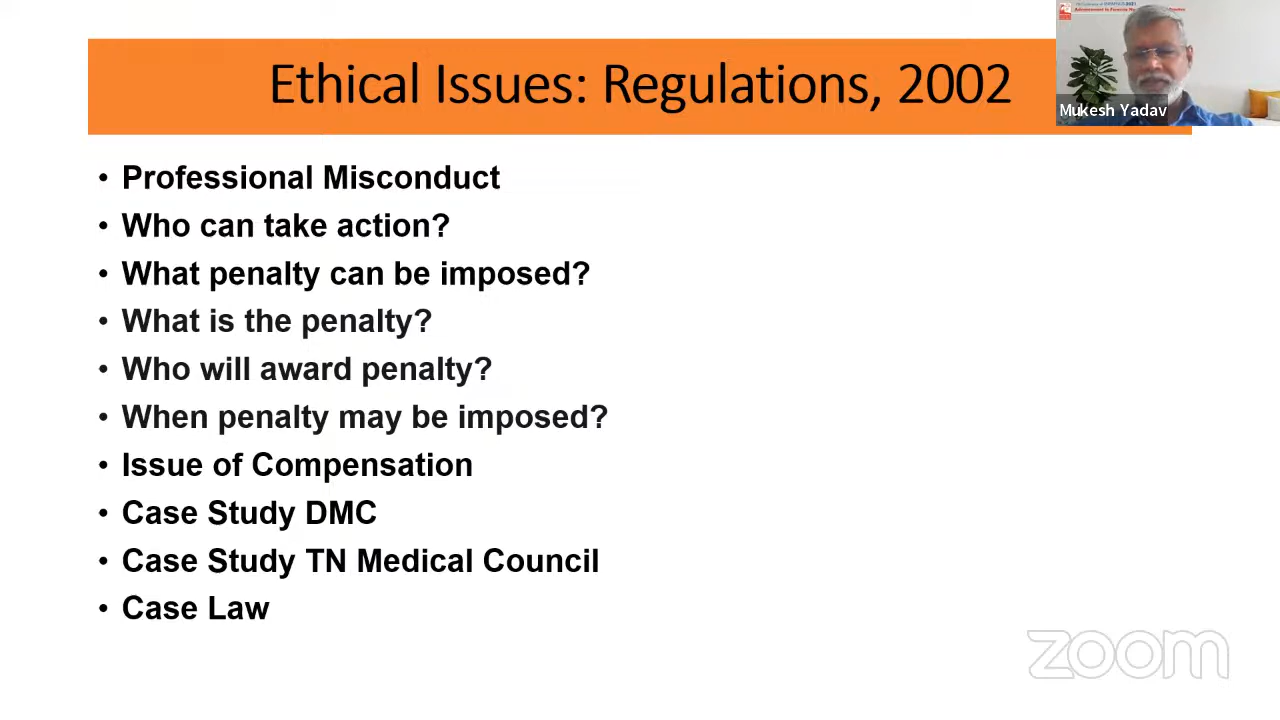 Ethical Issues: Regulations, 2002
Mukesh Yadav
• Professional Misconduct
• Who can take action?
• What penalty can be imposed?
• What is the penalty?
• Who will award penalty?
• When penalty may be imposed?
• Issue of Compensation
• Case Study DMC
• Case Study TN Medical Council
• Case Law
zoom